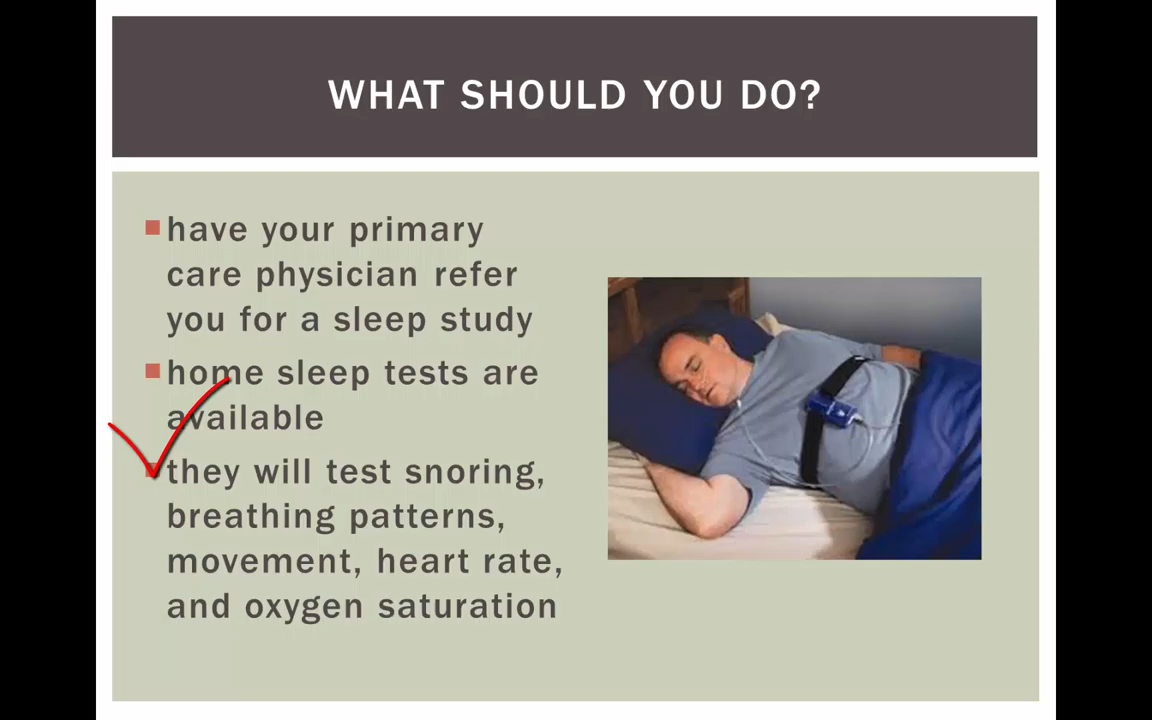 WHAT SHOULD YOU DO?
have your primary
care physician refer
you for a sleep study
home sleep tests are
available
they will test snoring,
breathing patterns,
movement, heart rate,
and oxygen saturation